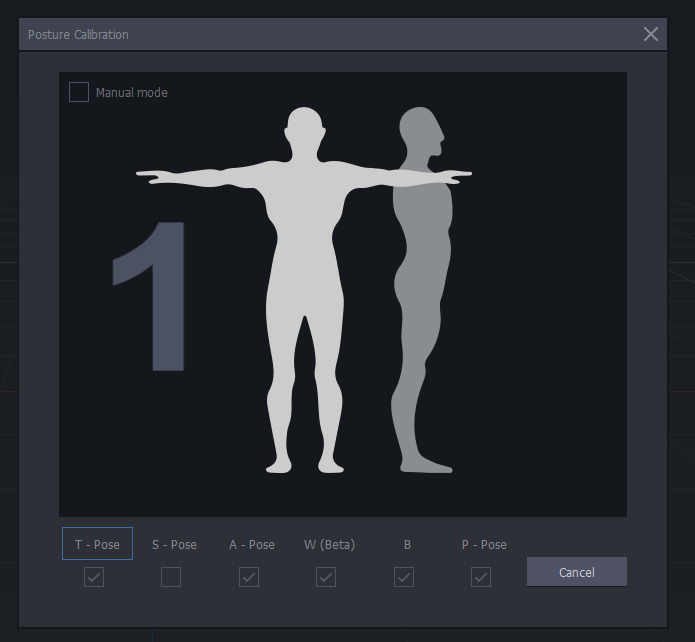 Posture Calibration
Manual mode
1
T - Pose S - Pose A - Pose W (Beta) B P - Pose
Cancel